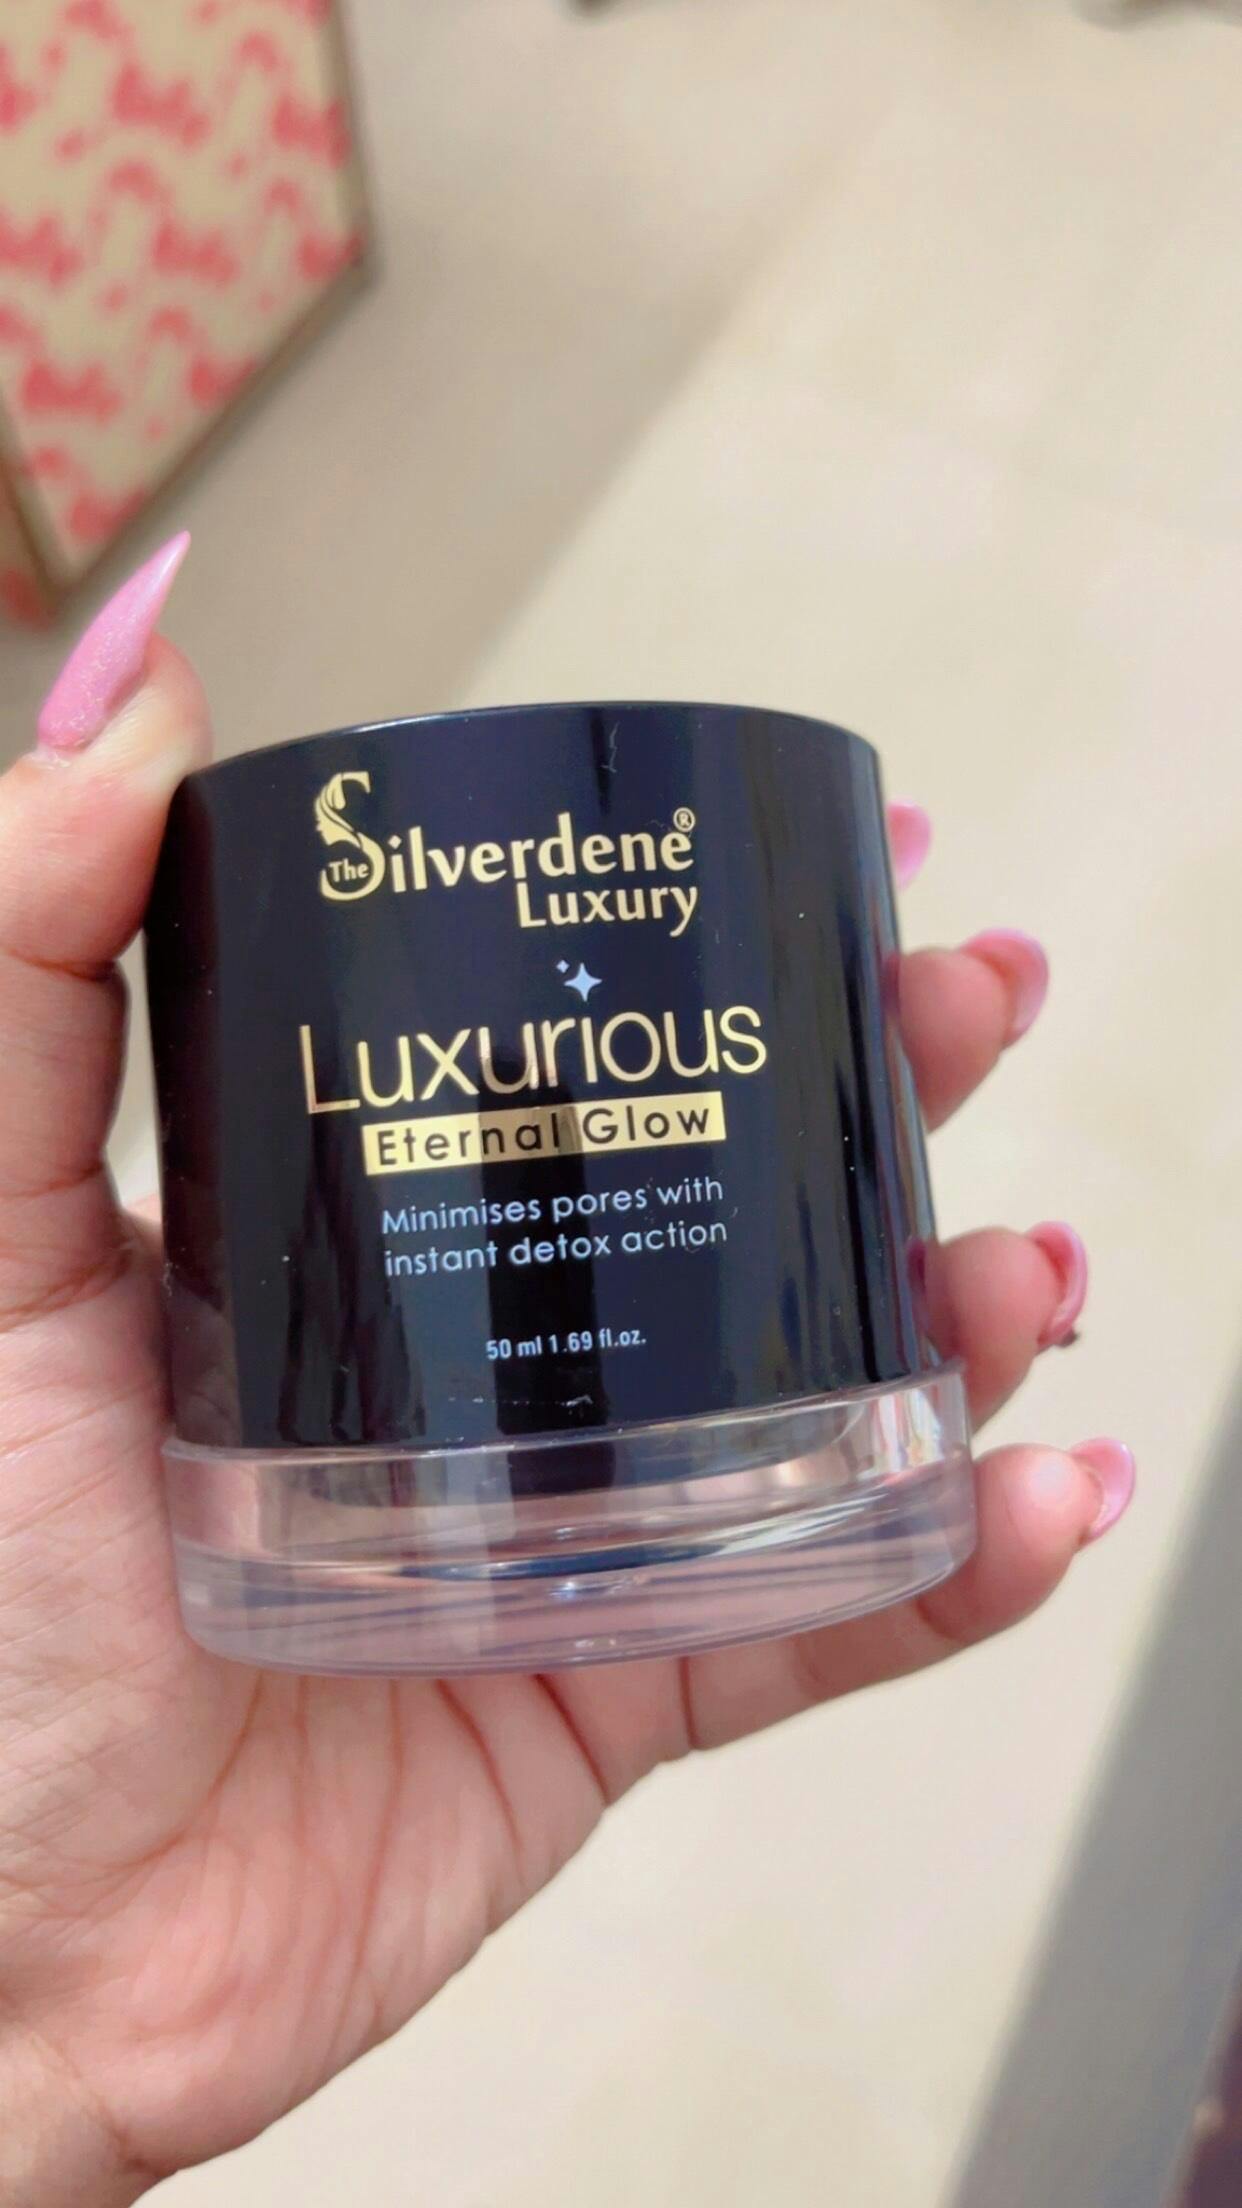 The Silverdene®
Luxury
Luxurious
Eternal Glow
Minimises pores with
instant detox action
50 ml 1.69 fl.oz.